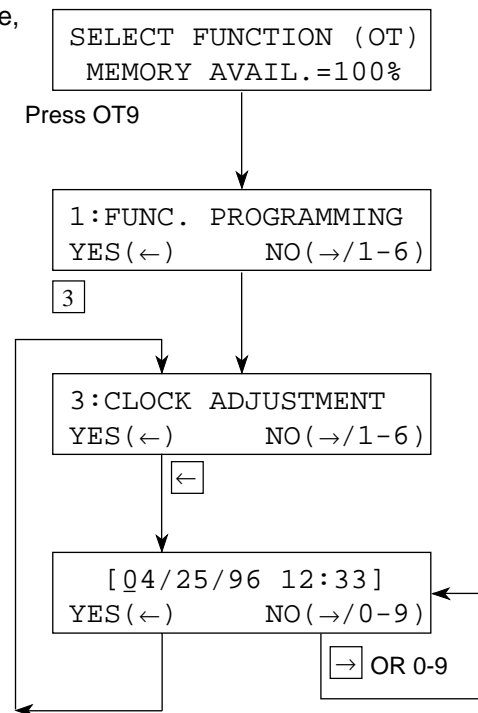 e,
SELECT FUNCTION (OT)
MEMORY AVAIL.=100%
Press OT9
1:FUNC. PROGRAMMING
YES(←) NO(→/1-6)
3
3:CLOCK ADJUSTMENT
YES(←) NO(→/1-6)
←
[04/25/96 12:33]
YES(←) NO(→/0-9)
→ OR 0-9